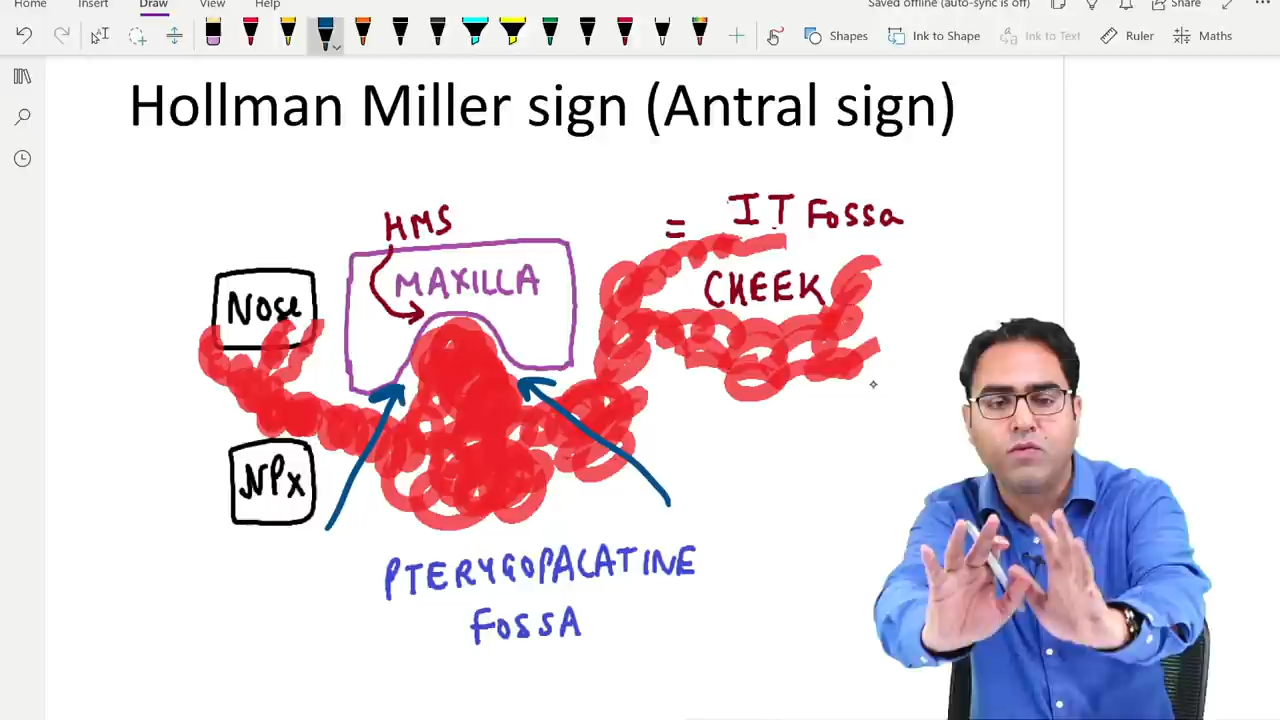 Home Insert Draw View Help Saved offline (auto-sync is off) Share
Shapes Ink to Shape Ink to Text Ruler Maths
Hollman Miller sign (Antral sign)
HMS
= IT Fossa
MAXILLA
CHEEK
Nose
NPx
PTERYGOPALATINE
FOSSA